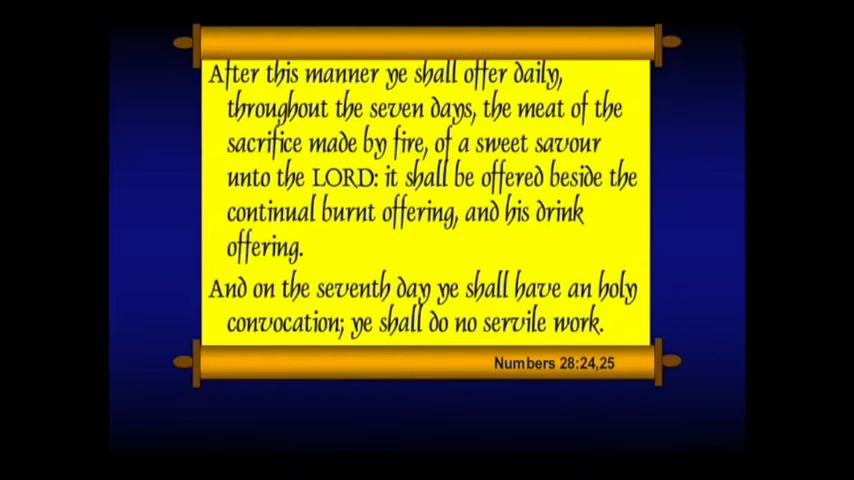 After this manner ye shall offer daily,
throughout the seven days, the meat of the
sacrifice made by fire, of a sweet savour
unto the LORD: it shall be offered beside the
continual burnt offering, and his drink
offering.
And on the seventh day ye shall have an holy
convocation; ye shall do no servile work.
Numbers 28:24,25